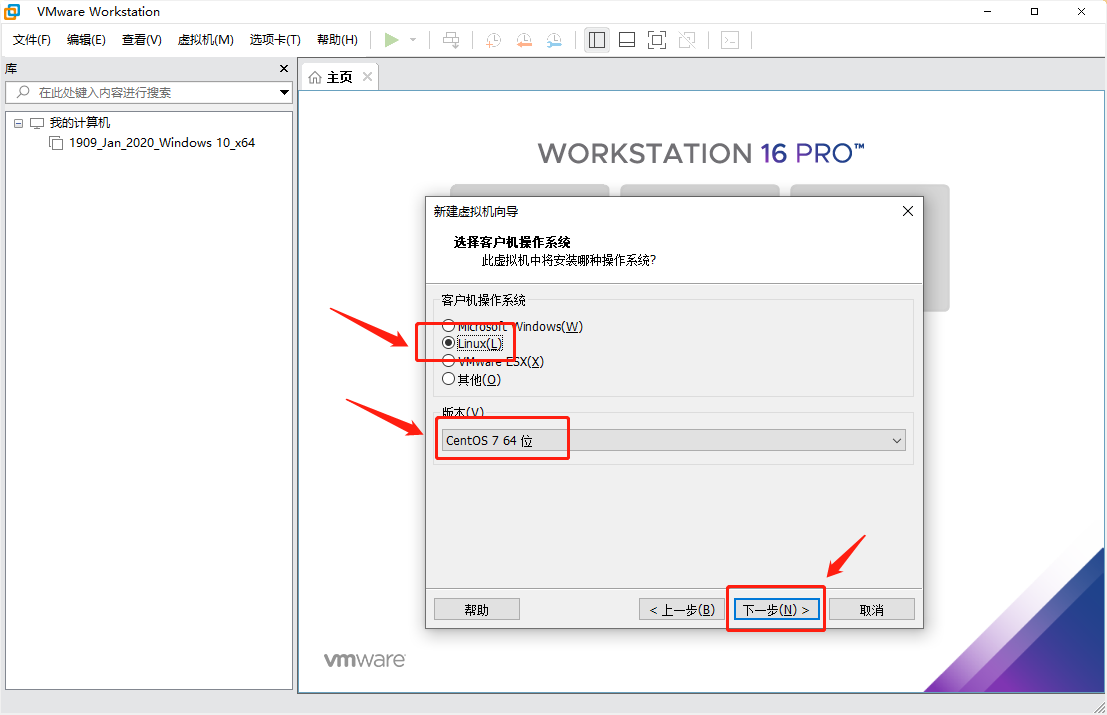 VMware Workstation
文件(F) 编辑(E) 查看(V) 虚拟机(M) 选项卡(T) 帮助(H)
库
主页
在此处键入内容进行搜索
我的计算机
1909_Jan_2020_Windows 10_x64
WORKSTATION 16 PRO™
新建虚拟机向导
选择客户机操作系统
此虚拟机中将安装哪种操作系统?
客户机操作系统
Microsoft Windows(W)
Linux(L)
VMware ESX(X)
其他(O)
版本(V)
CentOS 7 64 位
帮助 < 上一步(B) 下一步(N) > 取消
vmware